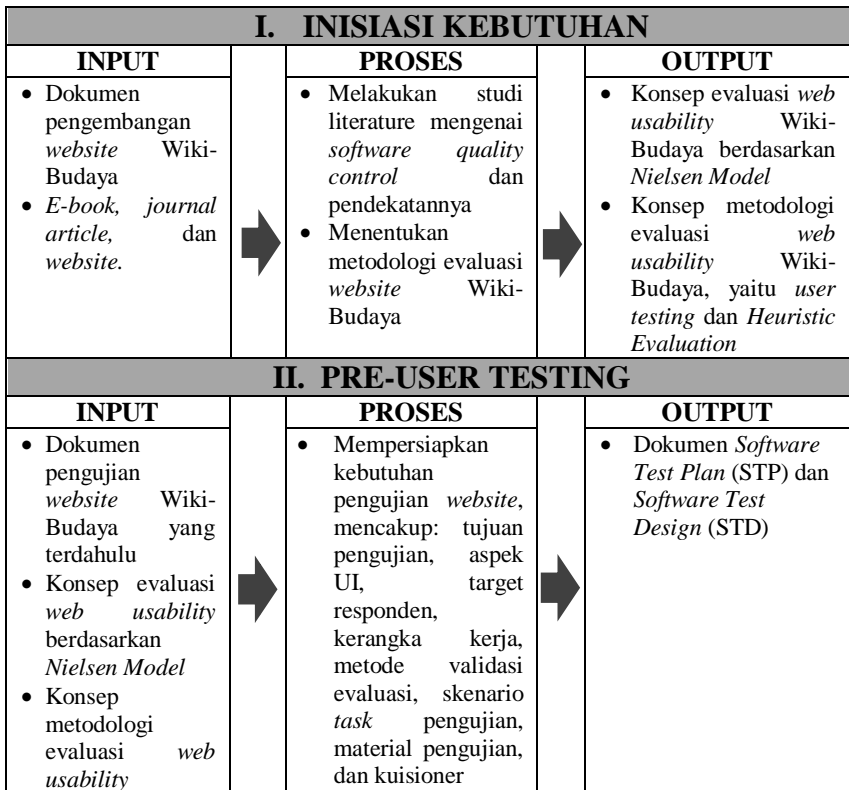 I. INISIASI KEBUTUHAN
INPUT
• Dokumen
pengembangan
website Wiki-
Budaya
• E-book, journal
article, dan
website.
PROSES
• Melakukan studi
literature mengenai
software quality
control dan
pendekatannya
• Menentukan
metodologi evaluasi
website Wiki-
Budaya
OUTPUT
• Konsep evaluasi web
usability Wiki-
Budaya berdasarkan
Nielsen Model
• Konsep metodologi
evaluasi web
usability Wiki-
Budaya, yaitu user
testing dan Heuristic
Evaluation
II. PRE-USER TESTING
INPUT
• Dokumen
pengujian
website Wiki-
Budaya yang
terdahulu
• Konsep evaluasi
web usability
berdasarkan
Nielsen Model
• Konsep
metodologi
evaluasi web
usability
PROSES
• Mempersiapkan
kebutuhan
pengujian website,
mencakup: tujuan
pengujian, aspek
UI, target
responden,
kerangka kerja,
metode validasi
evaluasi, skenario
task pengujian,
material pengujian,
dan kuisioner
OUTPUT
• Dokumen Software
Test Plan (STP) dan
Software Test
Design (STD)